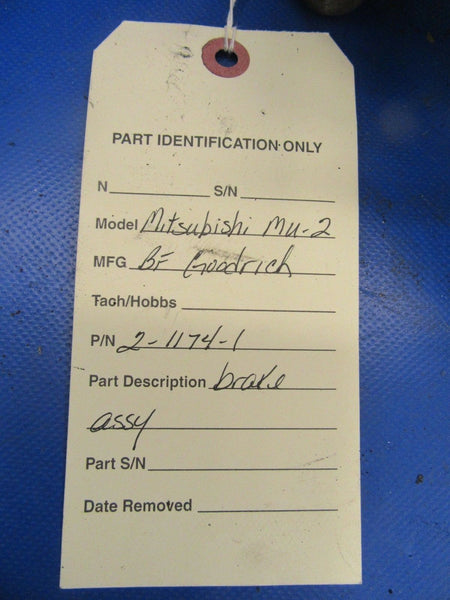 PART IDENTIFICATION ONLY
N S/N
Model Mitsubishi Mu-2
MFG BF Goodrich
Tach/Hobbs
P/N 2-1174-1
Part Description brake
assy
Part S/N
Date Removed